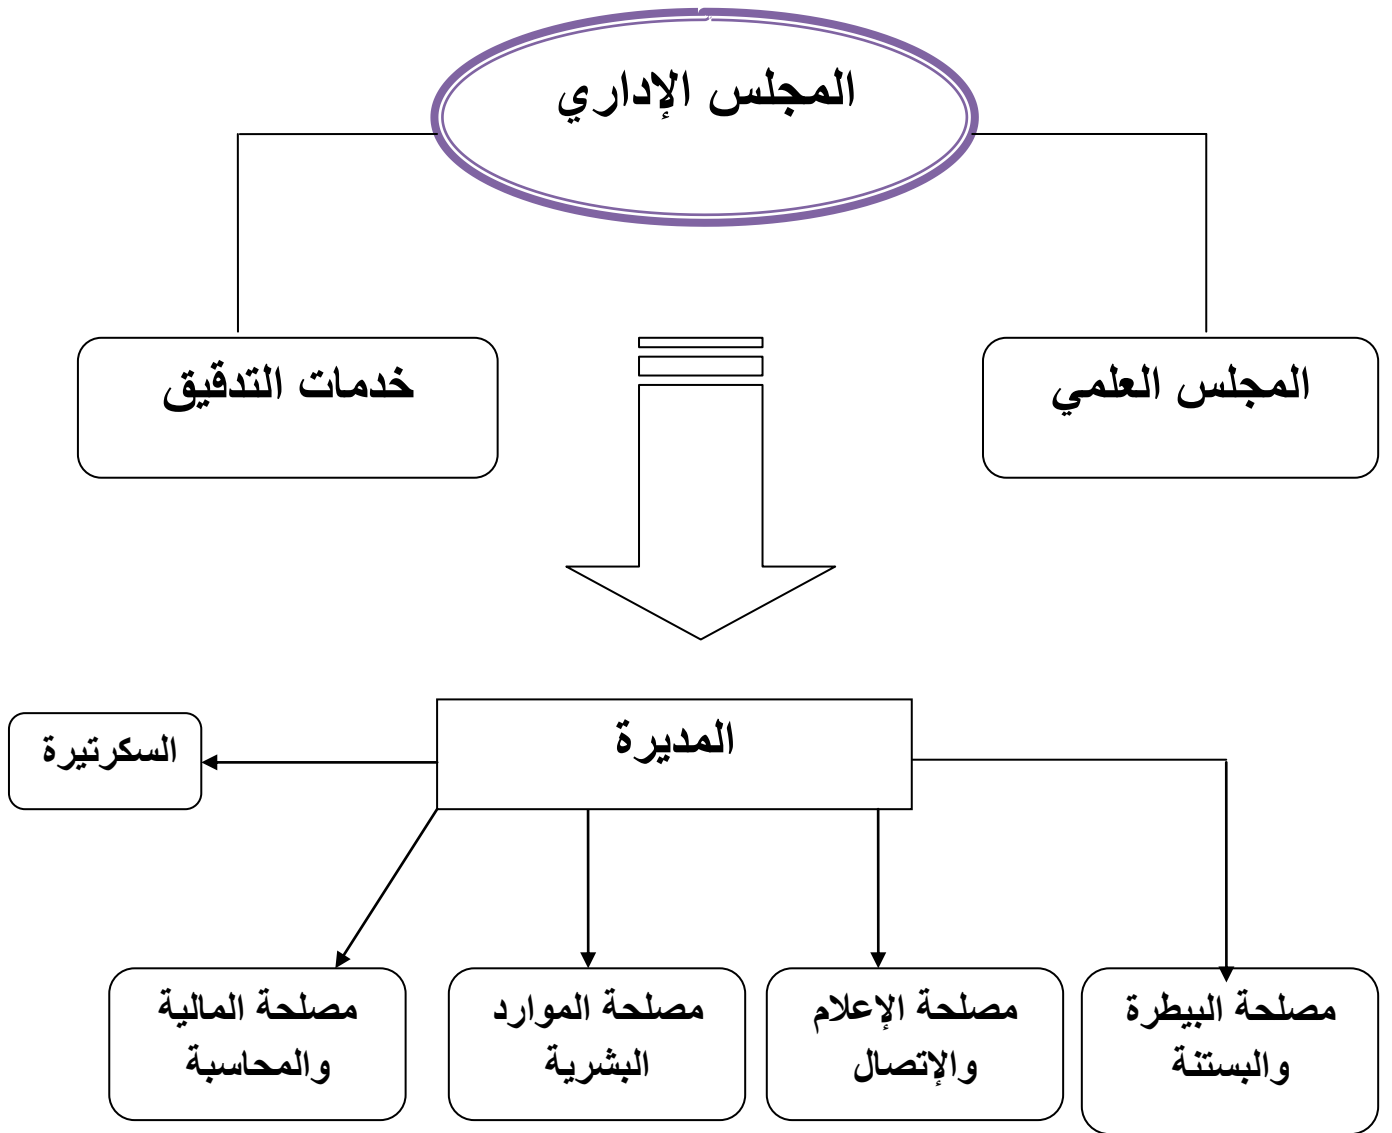 المجلس الإداري
المجلس العلمي
خدمات التدقيق
المديرة
السكرتيرة
مصلحة البيطرة
والبستنة
مصلحة الإعلام
والإتصال
مصلحة الموارد
البشرية
مصلحة المالية
والمحاسبة